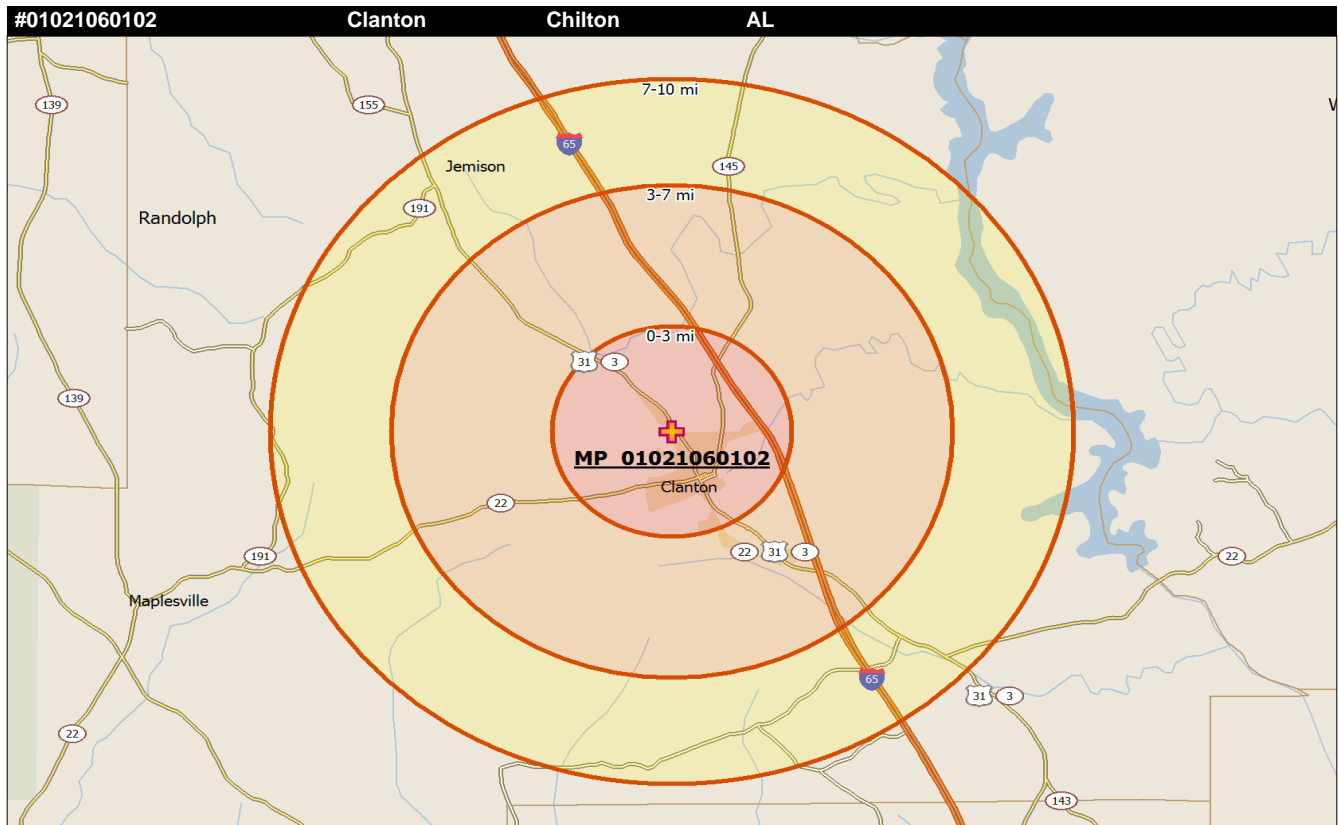 #01021060102 Clanton Chilton AL
7-10 mi
139
155
65
W
145
Jemison
3-7 mi
191
Randolph
0-3 mi
31 3
139
MP 01021060102
Clanton
22
22 31 3
191
22
Maplesville
65
31 3
22
143